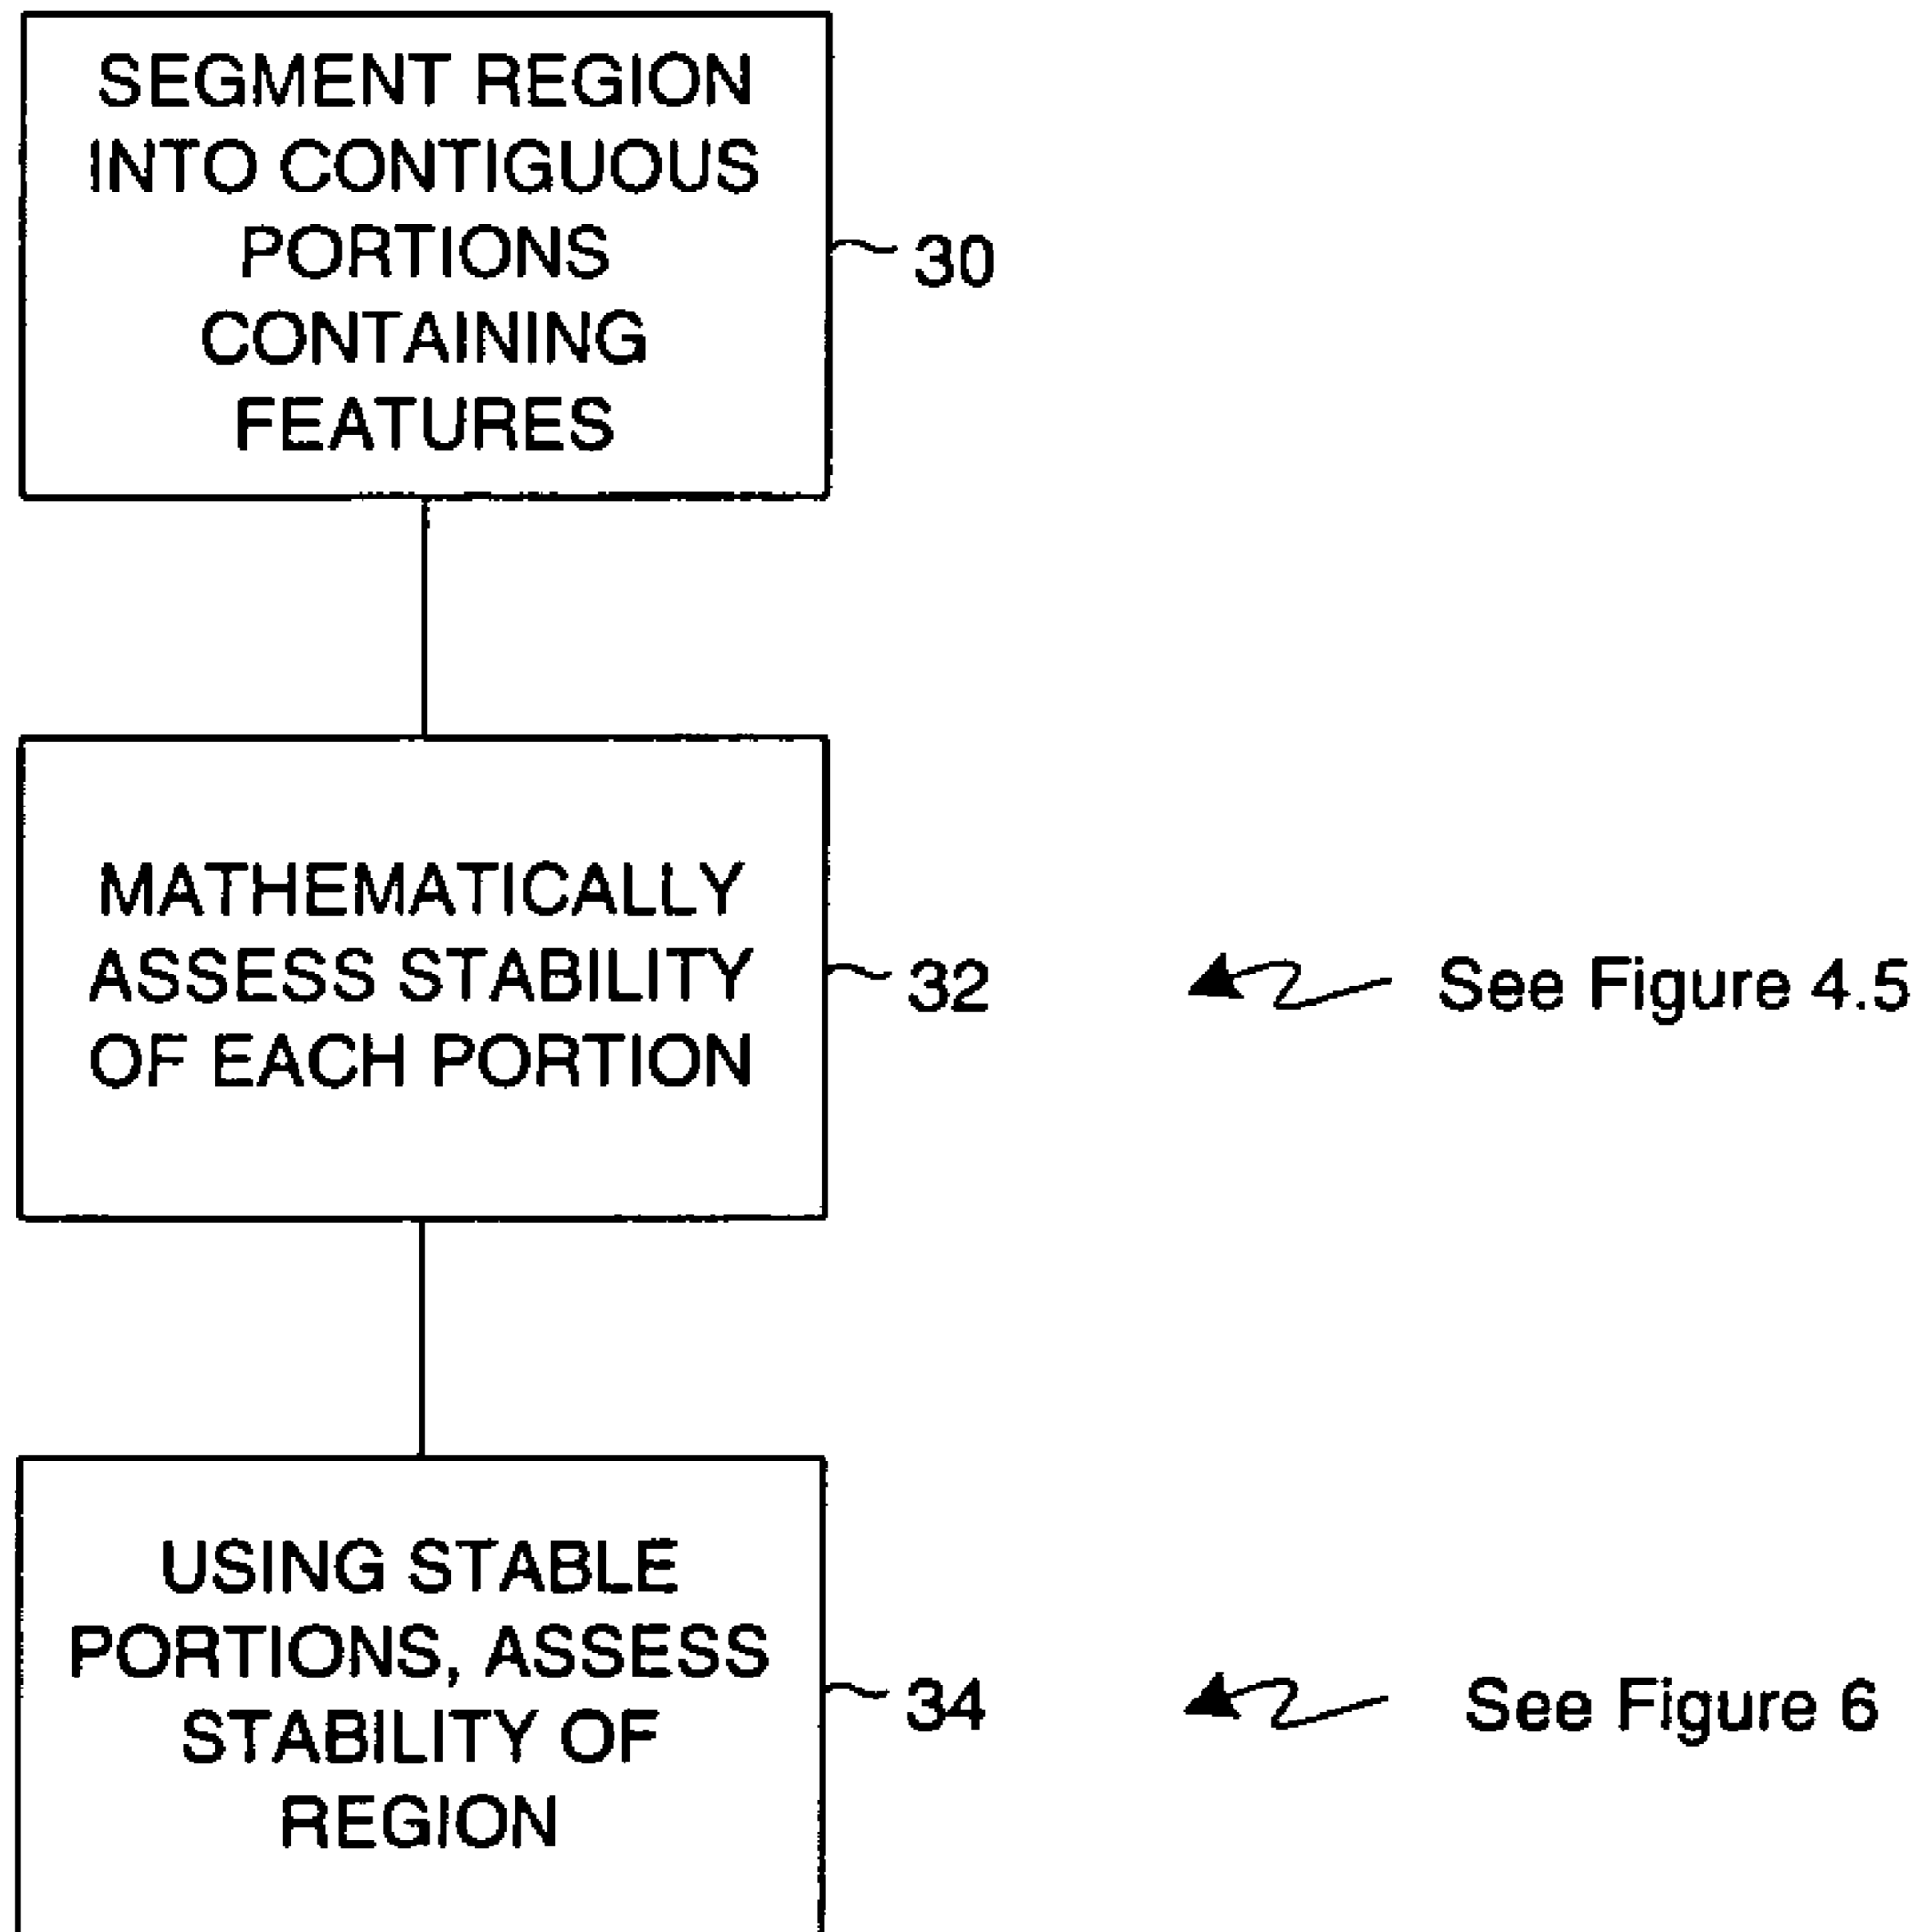 SEGMENT REGION
INTO CONTIGUOUS
PORTIONS
CONTAINING
FEATURES
30
MATHEMATICALLY
ASSESS STABILITY
OF EACH PORTION
32
See Figure 4.5
USING STABLE
PORTIONS, ASSESS
STABILITY OF
REGION
34
See Figure 6